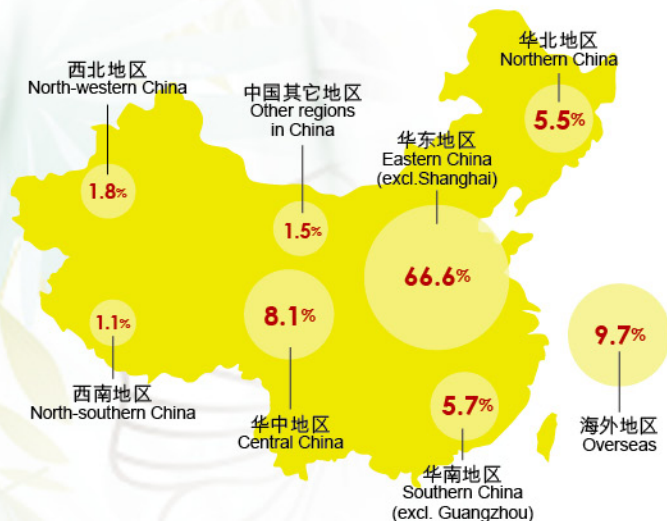 华北地区
Northern China
5.5%
西北地区
North-western China
1.8%
中国其它地区
Other regions
in China
1.5%
华东地区
Eastern China
(excl.Shanghai)
66.6%
1.1%
西南地区
North-southern China
8.1%
华中地区
Central China
5.7%
华南地区
Southern China
(excl. Guangzhou)
9.7%
海外地区
Overseas